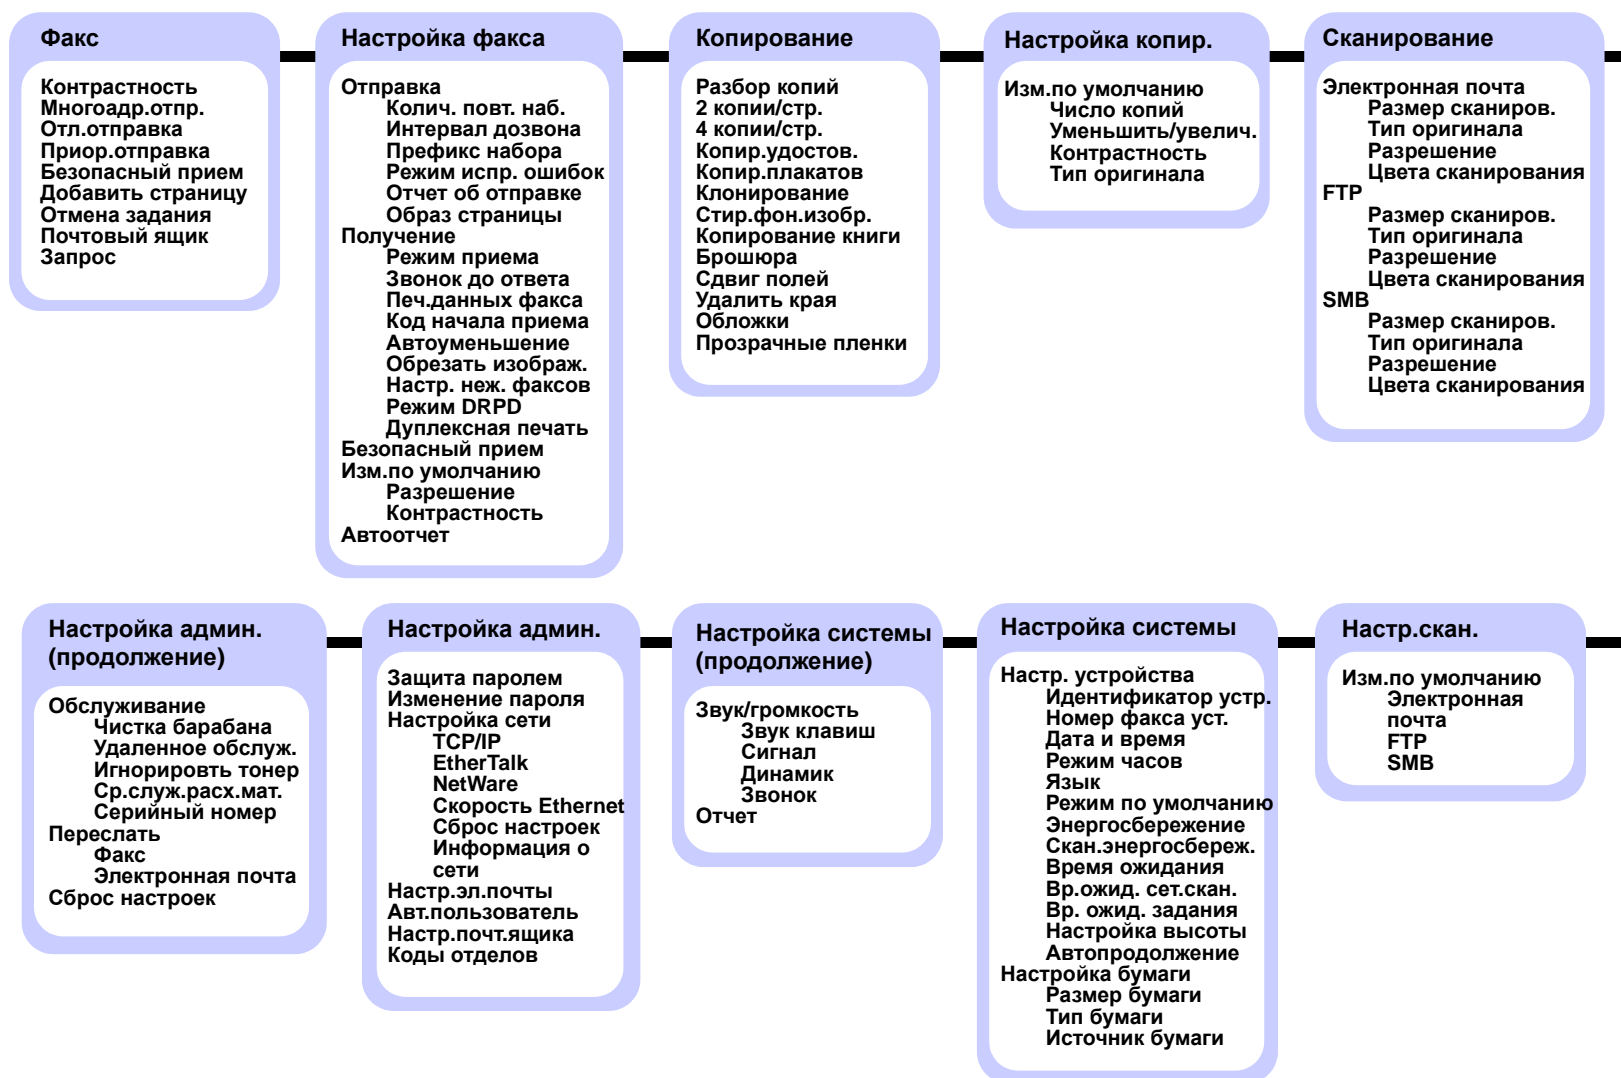 Факс
Контрастность
Многоадр.отпр.
Отл.отправка
Приор.отправка
Безопасный прием
Добавить страницу
Отмена задания
Почтовый ящик
Запрос
Настройка факса
Отправка
Колич. повт. наб.
Интервал дозвона
Префикс набора
Режим испр. ошибок
Отчет об отправке
Образ страницы
Получение
Режим приема
Звонок до ответа
Печ.данных факса
Код начала приема
Автоуменьшение
Обрезать изображ.
Настр. неж. факсов
Режим DRPD
Дуплексная печать
Безопасный прием
Изм.по умолчанию
Разрешение
Контрастность
Автоотчет
Копирование
Разбор копий
2 копии/стр.
4 копии/стр.
Копир.удостов.
Копир.плакатов
Клонирование
Стир.фон.изобр.
Копирование книги
Брошюра
Сдвиг полей
Удалить края
Обложки
Прозрачные пленки
Настройка копир.
Изм.по умолчанию
Число копий
Уменьшить/увелич.
Контрастность
Тип оригинала
Сканирование
Электронная почта
Размер сканиров.
Тип оригинала
Разрешение
Цвета сканирования
FTP
Размер сканиров.
Тип оригинала
Разрешение
Цвета сканирования
SMB
Размер сканиров.
Тип оригинала
Разрешение
Цвета сканирования
Настройка админ.
(продолжение)
Обслуживание
Чистка барабана
Удаленное обслуж.
Игнорировть тонер
Ср.служ.расх.мат.
Серийный номер
Переслать
Факс
Электронная почта
Сброс настроек
Настройка админ.
Защита паролем
Изменение пароля
Настройка сети
TCP/IP
EtherTalk
NetWare
Скорость Ethernet
Сброс настроек
Информация о
сети
Настр.эл.почты
Авт.пользователь
Настр.почт.ящика
Коды отделов
Настройка системы
(продолжение)
Звук/громкость
Звук клавиш
Сигнал
Динамик
Звонок
Отчет
Настройка системы
Настр. устройства
Идентификатор устр.
Номер факса уст.
Дата и время
Режим часов
Язык
Режим по умолчанию
Энергосбережение
Скан.энергосбереж.
Время ожидания
Вр.ожид. сет.скан.
Вр. ожид. задания
Настройка высоты
Автопродолжение
Настройка бумаги
Размер бумаги
Тип бумаги
Источник бумаги
Настр.скан.
Изм.по умолчанию
Электронная
почта
FTP
SMB